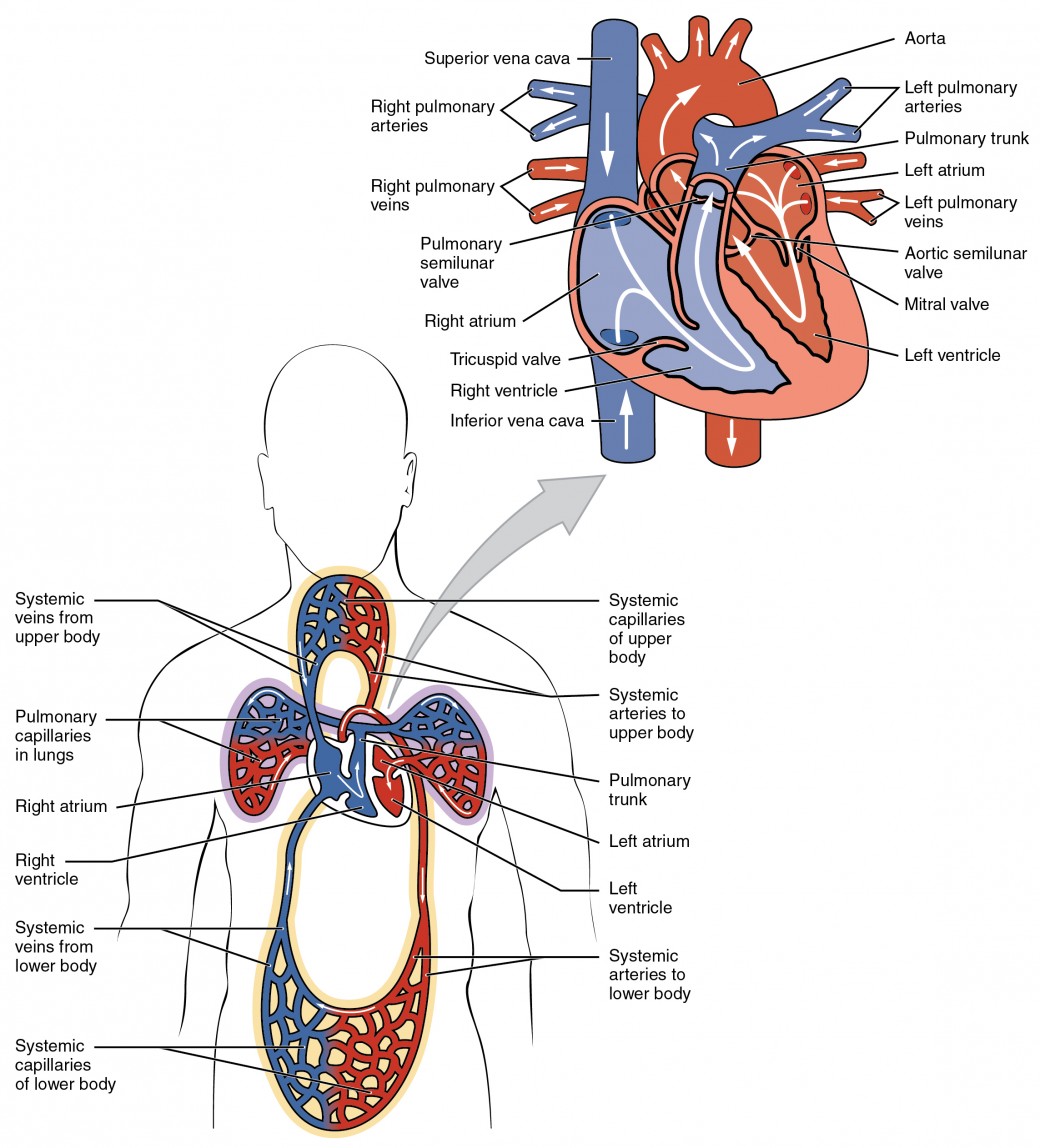 Superior vena cava
Right pulmonary
arteries
Right pulmonary
veins
Pulmonary
semilunar
valve
Right atrium
Tricuspid valve
Right ventricle
Inferior vena cava
Aorta
Left pulmonary
arteries
Pulmonary trunk
Left atrium
Left pulmonary
veins
Aortic semilunar
valve
Mitral valve
Left ventricle
Systemic
veins from
upper body
Pulmonary
capillaries
in lungs
Right atrium
Right
ventricle
Systemic
veins from
lower body
Systemic
capillaries
of lower body
Systemic
capillaries
of upper
body
Systemic
arteries to
upper body
Pulmonary
trunk
Left atrium
Left
ventricle
Systemic
arteries to
lower body